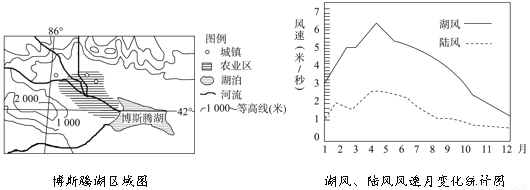 86°
图例
城镇
农业区
湖泊
河流
1 000 等高线(米)
2 000
1 000
42°
博斯腾湖
博斯腾湖区域图
风速(米/秒)
7
6
5
4
3
2
1
0
湖风
陆风
1 2 3 4 5 6 7 8 9 10 11 12 月
湖风、陆风风速月变化统计图